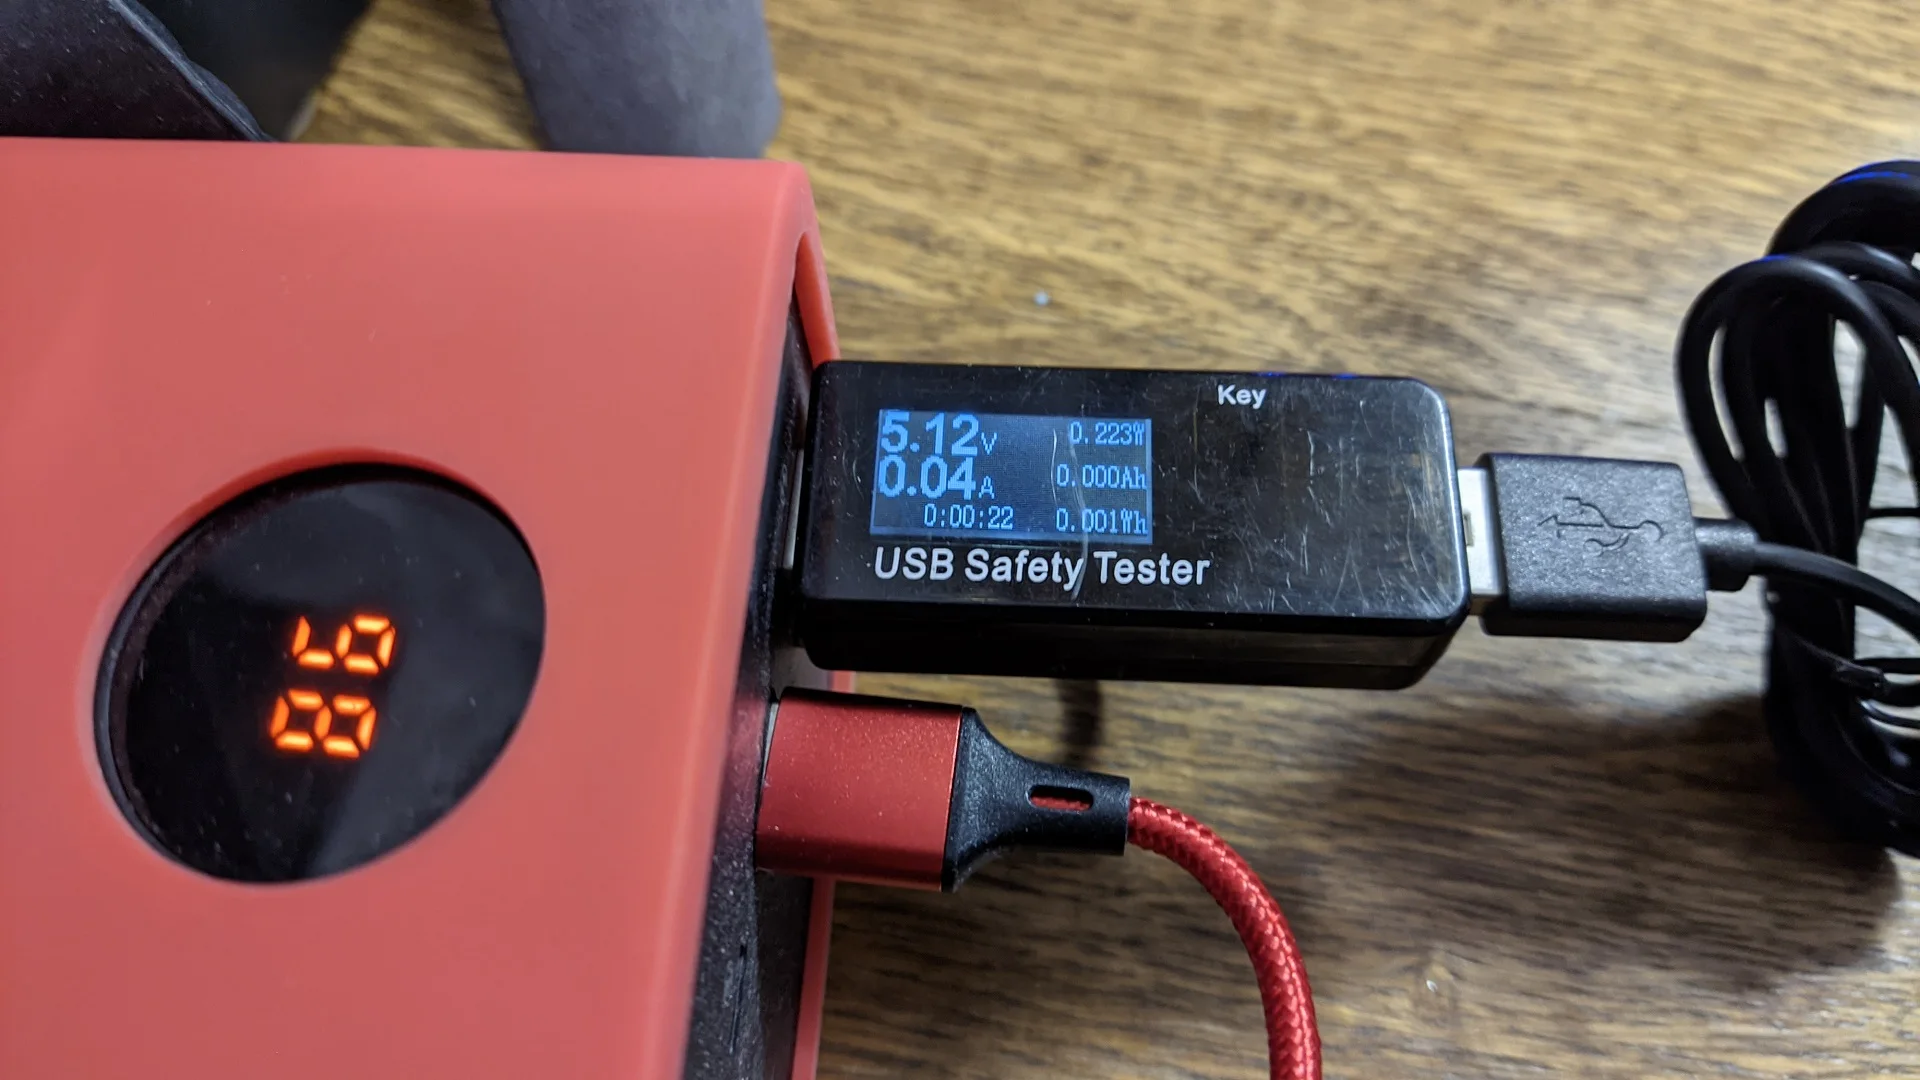 Key
5.12V
0.223W
0.04A
0.000Ah
0:00:22
0.001Wh
USB Safety Tester